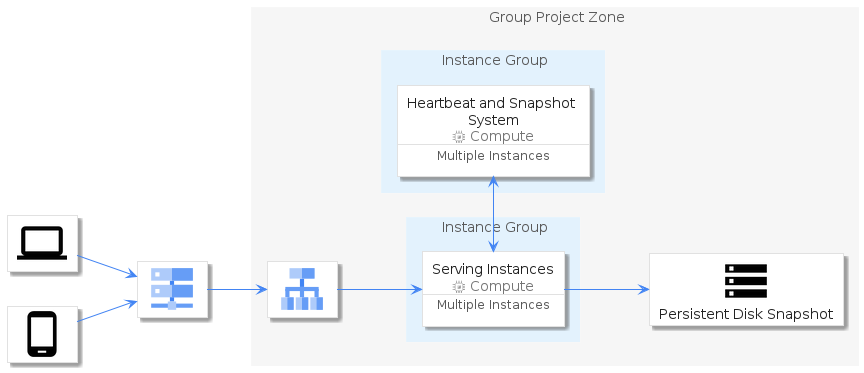 Group Project Zone
Instance Group
Heartbeat and Snapshot
System
Compute
Multiple Instances
Instance Group
Serving Instances
Compute
Multiple Instances
Persistent Disk Snapshot